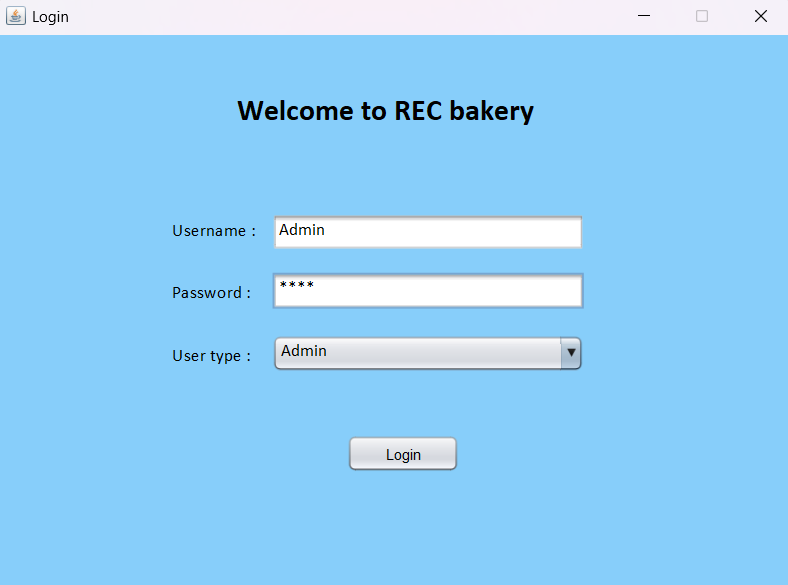 Login
Welcome to REC bakery
Username : Admin
Password : ****
User type : Admin
Login